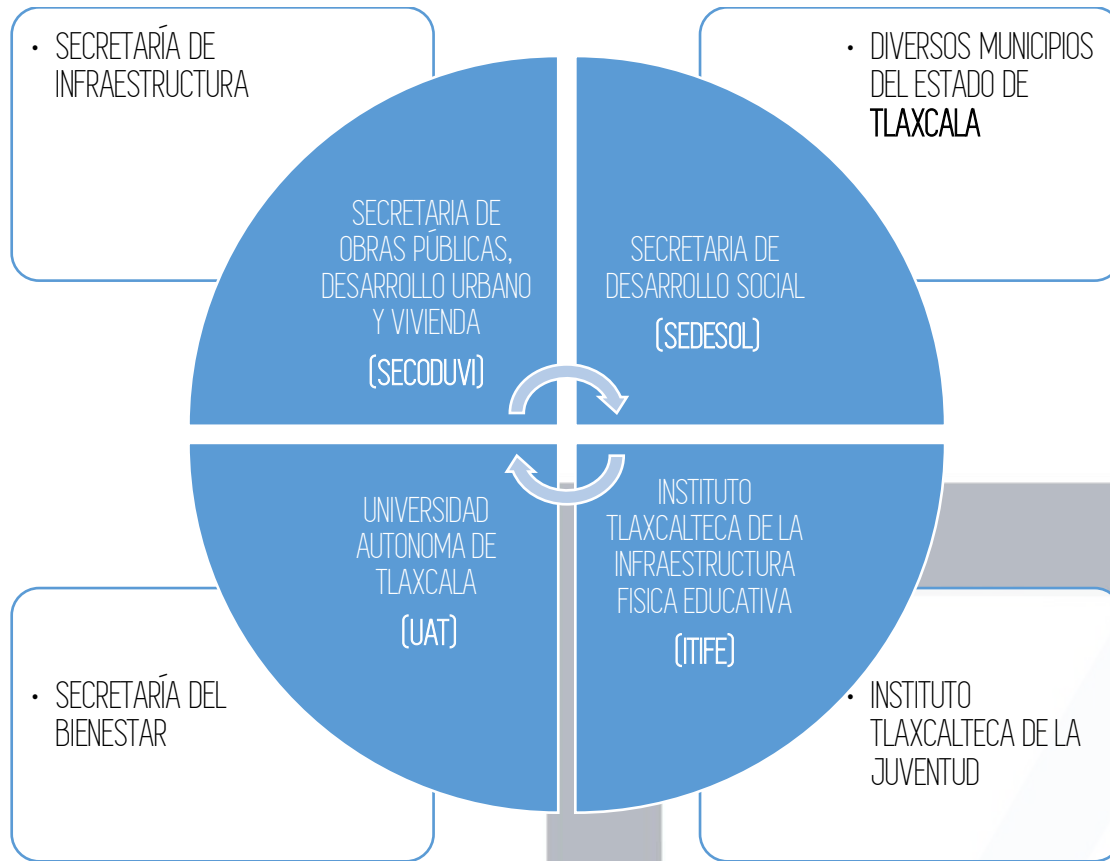 • SECRETARÍA DE
INFRAESTRUCTURA
• DIVERSOS MUNICIPIOS
DEL ESTADO DE
TLAXCALA
SECRETARIA DE
OBRAS PÚBLICAS,
DESARROLLO URBANO
Y VIVIENDA
(SECODUVI)
SECRETARIA DE
DESARROLLO SOCIAL
(SEDESOL)
UNIVERSIDAD
AUTONOMA DE
TLAXCALA
(UAT)
INSTITUTO
TLAXCALTECA DE LA
INFRAESTRUCTURA
FISICA EDUCATIVA
(ITIFE)
• SECRETARÍA DEL
BIENESTAR
• INSTITUTO
TLAXCALTECA DE LA
JUVENTUD